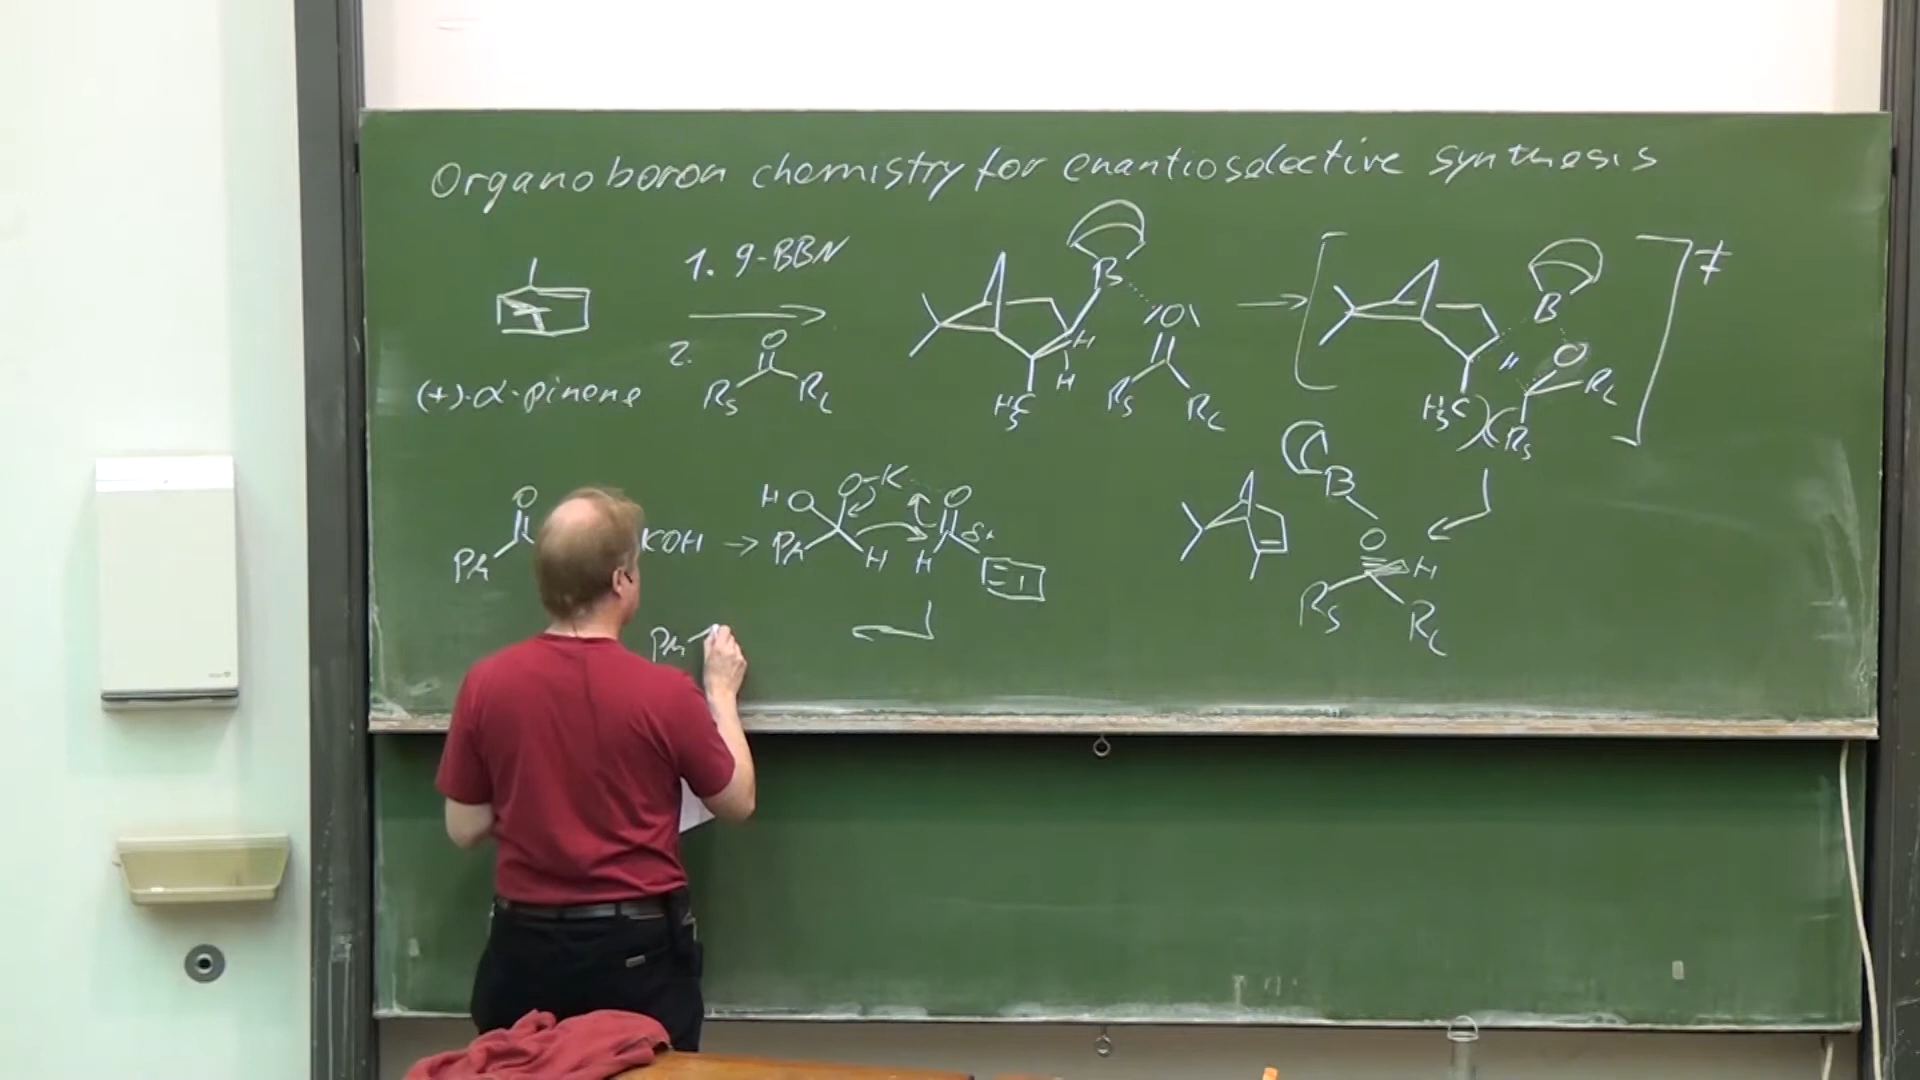 Organoboron chemistry for enantioselective synthesis
1. 9-BBN
2.
O
Rs RL
(+)-α-pinene
B
H
H
H3C
|O|
Rs RL
B
O
RL
H3C
Rs
≠
O
Ph
KOH
HO O-K
Ph H
O
δ+
H
B
O
H
Rs RL
Ph